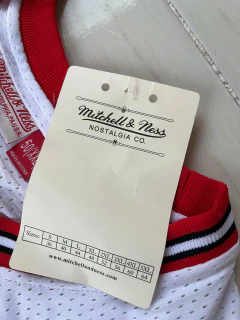 Mitchell & Ness
NOSTALGIA CO.
Sizes: S M L XL 2XL 3XL 4XL 5XL
36 40 44 48 52 56 60 64
www.mitchellandness.com